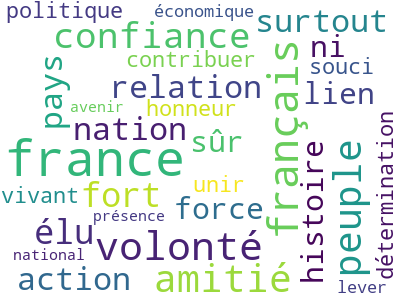 politique
économique
surtout
confiance
ni
contribuer
souci
pays
relation
lien
honneur
avenir
nation
sûr
français
france
histoire
peuple
détermination
unir
vivant
fort
force
présence
élu
volonté
national
action
amitié
lever